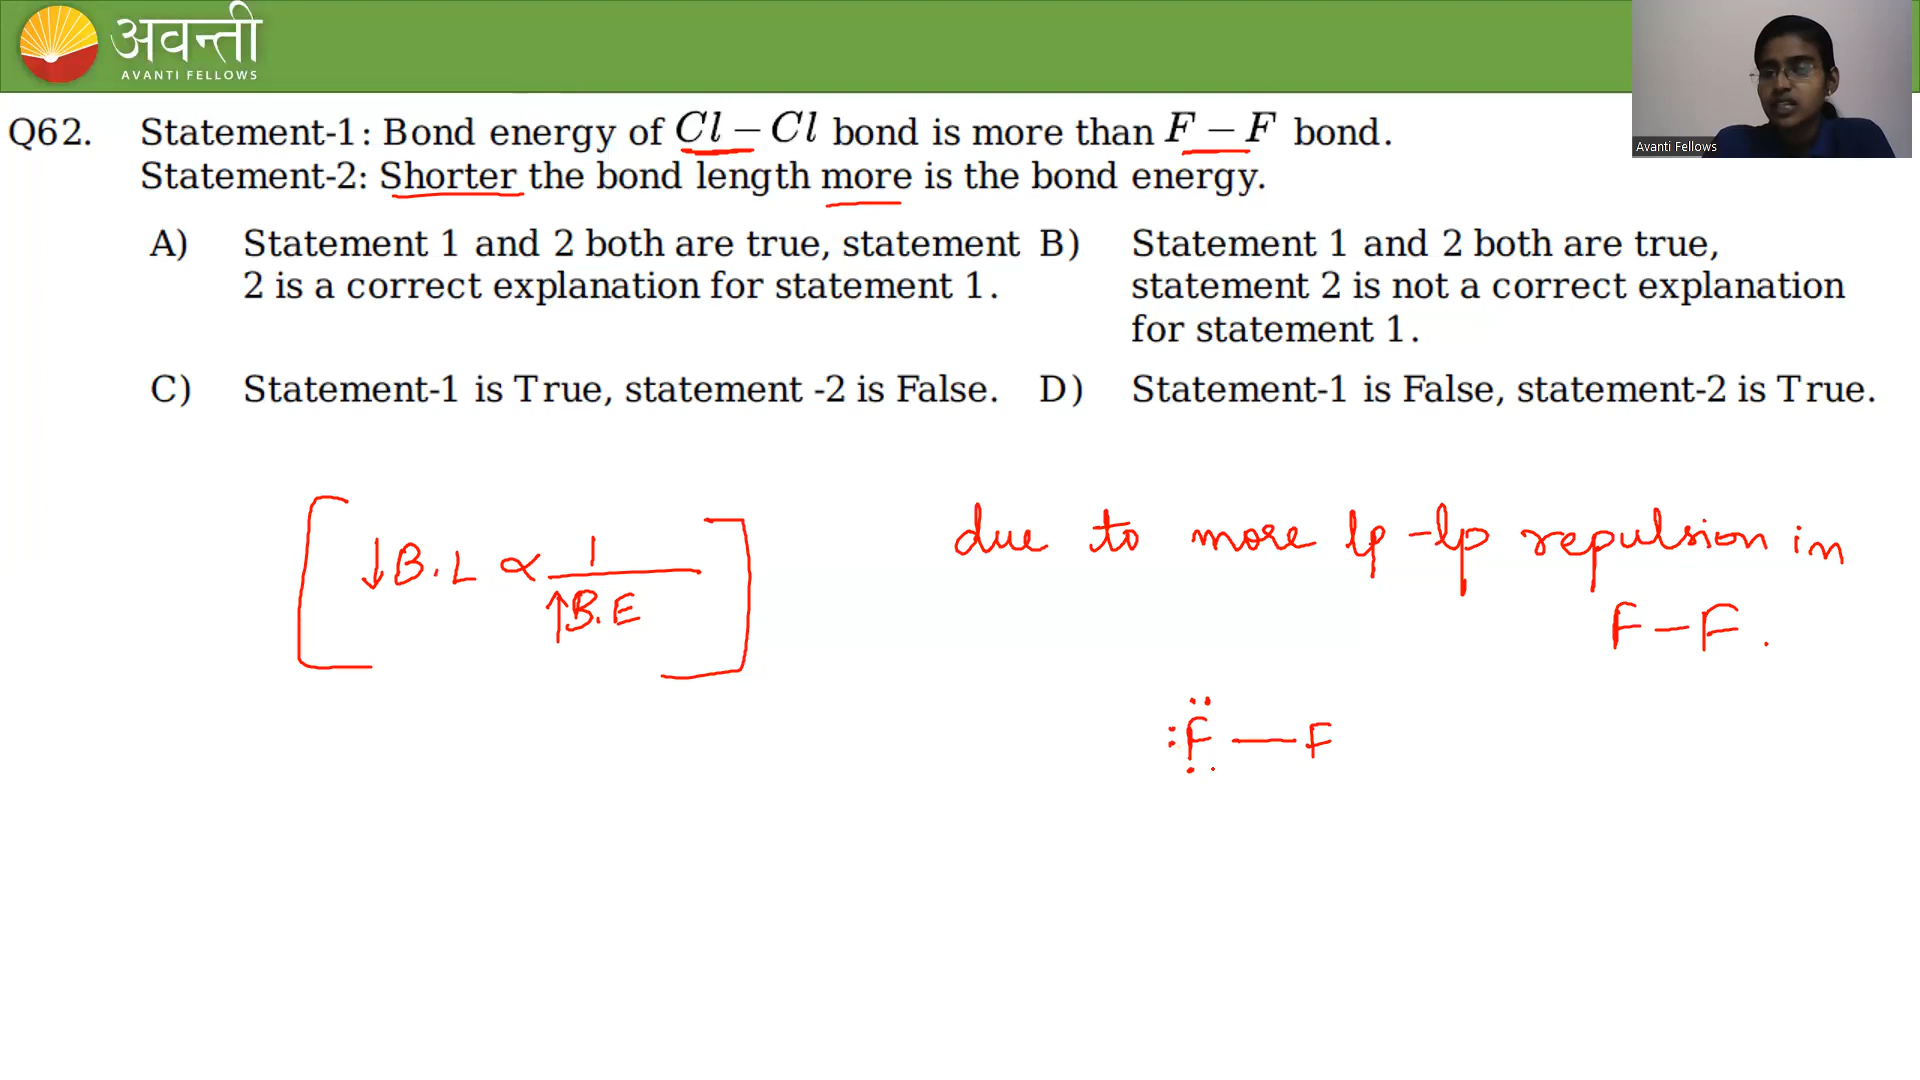 अवन्ती
AVANTI FELLOWS
Avanti Fellows
Q62. Statement-1: Bond energy of Cl – Cl bond is more than F – F bond.
Statement-2: Shorter the bond length more is the bond energy.
A) Statement 1 and 2 both are true, statement
2 is a correct explanation for statement 1.
B) Statement 1 and 2 both are true,
statement 2 is not a correct explanation
for statement 1.
C) Statement-1 is True, statement -2 is False.
D) Statement-1 is False, statement-2 is True.
↓B.L ∝ 1
↑B.E
due to more lp-lp repulsion in
F-F.
:F — F